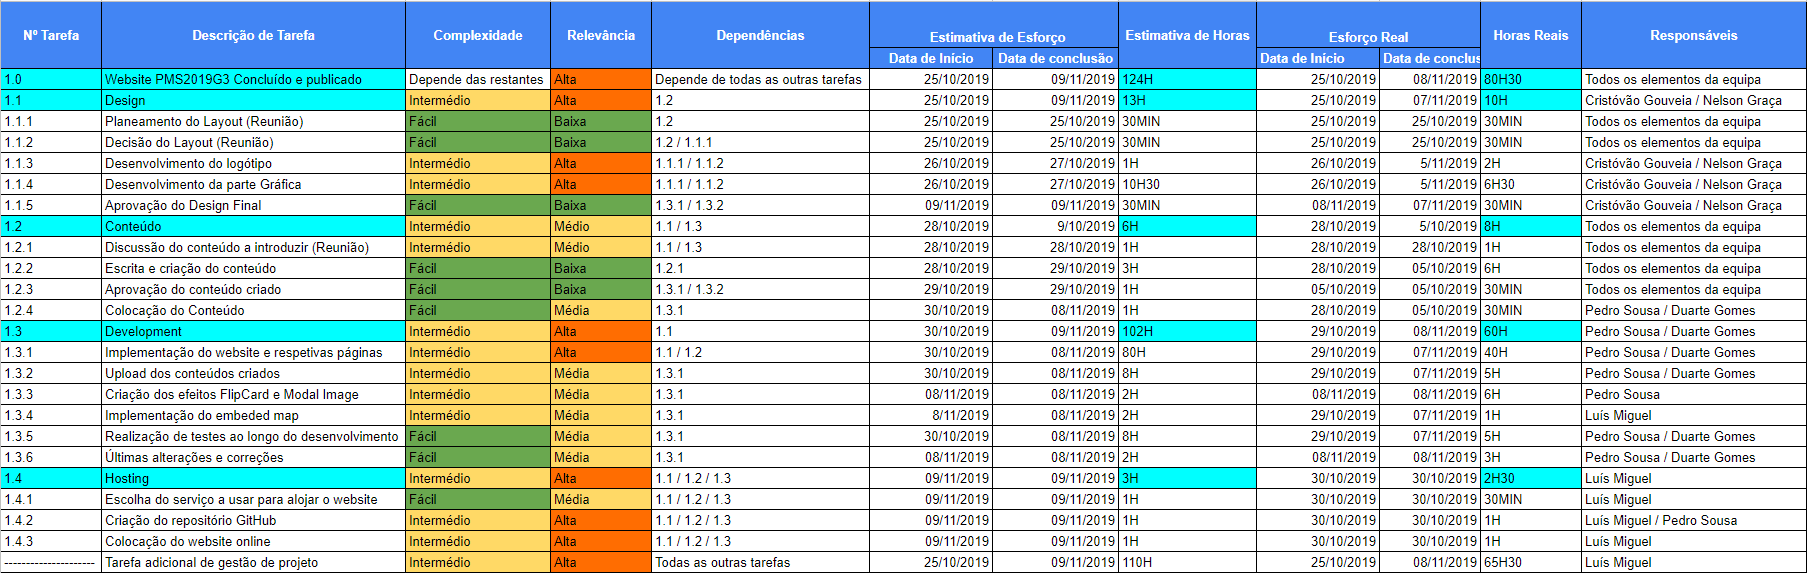 Nº Tarefa Descrição de Tarefa Complexidade Relevância Dependências Estimativa de Esforço Estimativa de Horas Esforço Real Horas Reais Responsáveis
Data de Início Data de conclusão Data de Início Data de conclus
1.0 Website PMS2019G3 Concluído e publicado Depende das restantes Alta Depende de todas as outras tarefas 25/10/2019 09/11/2019 124H 25/10/2019 08/11/2019 80H30 Todos os elementos da equipa
1.1 Design Intermédio Alta 1.2 25/10/2019 09/11/2019 13H 25/10/2019 07/11/2019 10H Cristóvão Gouveia / Nelson Graça
1.1.1 Planeamento do Layout (Reunião) Fácil Baixa 1.2 25/10/2019 25/10/2019 30MIN 25/10/2019 25/10/2019 30MIN Todos os elementos da equipa
1.1.2 Decisão do Layout (Reunião) Fácil Baixa 1.2 / 1.1.1 25/10/2019 25/10/2019 30MIN 25/10/2019 25/10/2019 30MIN Todos os elementos da equipa
1.1.3 Desenvolvimento do logótipo Intermédio Alta 1.1.1 / 1.1.2 26/10/2019 27/10/2019 1H 26/10/2019 5/11/2019 2H Cristóvão Gouveia / Nelson Graça
1.1.4 Desenvolvimento da parte Gráfica Intermédio Alta 1.1.1 / 1.1.2 26/10/2019 27/10/2019 10H30 26/10/2019 5/11/2019 6H30 Cristóvão Gouveia / Nelson Graça
1.1.5 Aprovação do Design Final Fácil Baixa 1.3.1 / 1.3.2 09/11/2019 09/11/2019 30MIN 08/11/2019 07/11/2019 30MIN Cristóvão Gouveia / Nelson Graça
1.2 Conteúdo Intermédio Médio 1.1 / 1.3 28/10/2019 9/10/2019 6H 28/10/2019 5/10/2019 8H Todos os elementos da equipa
1.2.1 Discussão do conteúdo a introduzir (Reunião) Intermédio Médio 1.1 / 1.3 28/10/2019 28/10/2019 1H 28/10/2019 28/10/2019 1H Todos os elementos da equipa
1.2.2 Escrita e criação do conteúdo Fácil Baixa 1.2.1 28/10/2019 29/10/2019 3H 28/10/2019 05/10/2019 6H Todos os elementos da equipa
1.2.3 Aprovação do conteúdo criado Fácil Baixa 1.3.1 / 1.3.2 29/10/2019 29/10/2019 1H 05/10/2019 05/10/2019 30MIN Todos os elementos da equipa
1.2.4 Colocação do Conteúdo Fácil Média 1.3.1 30/10/2019 08/11/2019 1H 28/10/2019 05/10/2019 30MIN Pedro Sousa / Duarte Gomes
1.3 Development Intermédio Alta 1.1 30/10/2019 09/11/2019 102H 29/10/2019 08/11/2019 60H Pedro Sousa / Duarte Gomes
1.3.1 Implementação do website e respetivas páginas Intermédio Alta 1.1 / 1.2 30/10/2019 08/11/2019 80H 29/10/2019 07/11/2019 40H Pedro Sousa / Duarte Gomes
1.3.2 Upload dos conteúdos criados Intermédio Média 1.3.1 30/10/2019 08/11/2019 8H 29/10/2019 07/11/2019 5H Pedro Sousa / Duarte Gomes
1.3.3 Criação dos efeitos FlipCard e Modal Image Intermédio Média 1.3.1 08/11/2019 08/11/2019 2H 08/11/2019 08/11/2019 6H Pedro Sousa
1.3.4 Implementação do embeded map Intermédio Média 1.3.1 8/11/2019 08/11/2019 2H 29/10/2019 07/11/2019 1H Luís Miguel
1.3.5 Realização de testes ao longo do desenvolvimento Fácil Média 1.3.1 30/10/2019 08/11/2019 8H 29/10/2019 07/11/2019 5H Pedro Sousa / Duarte Gomes
1.3.6 Últimas alterações e correções Fácil Média 1.3.1 08/11/2019 08/11/2019 2H 08/11/2019 08/11/2019 3H Pedro Sousa / Duarte Gomes
1.4 Hosting Intermédio Alta 1.1 / 1.2 / 1.3 09/11/2019 09/11/2019 3H 30/10/2019 30/10/2019 2H30 Luís Miguel
1.4.1 Escolha do serviço a usar para alojar o website Fácil Média 1.1 / 1.2 / 1.3 09/11/2019 09/11/2019 1H 30/10/2019 30/10/2019 30MIN Luís Miguel
1.4.2 Criação do repositório GitHub Intermédio Alta 1.1 / 1.2 / 1.3 09/11/2019 09/11/2019 1H 30/10/2019 30/10/2019 1H Luís Miguel / Pedro Sousa
1.4.3 Colocação do website online Intermédio Alta 1.1 / 1.2 / 1.3 09/11/2019 09/11/2019 1H 30/10/2019 30/10/2019 1H Luís Miguel
--------------------- Tarefa adicional de gestão de projeto Intermédio Alta Todas as outras tarefas 25/10/2019 09/11/2019 110H 25/10/2019 08/11/2019 65H30 Luís Miguel